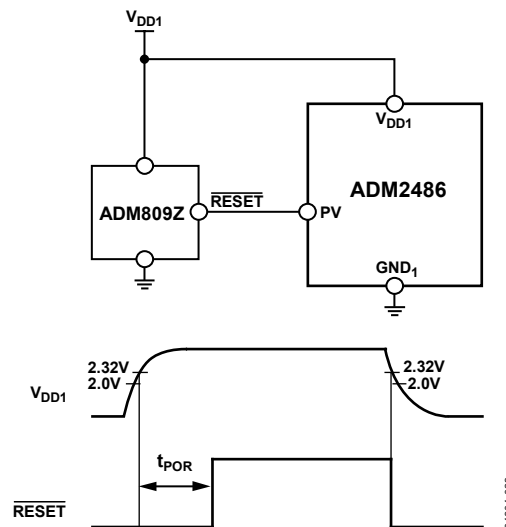 VDD1
VDD1
ADM2486
ADM809Z
RESET
PV
GND1
2.32V
2.0V
2.32V
2.0V
VDD1
tPOR
RESET